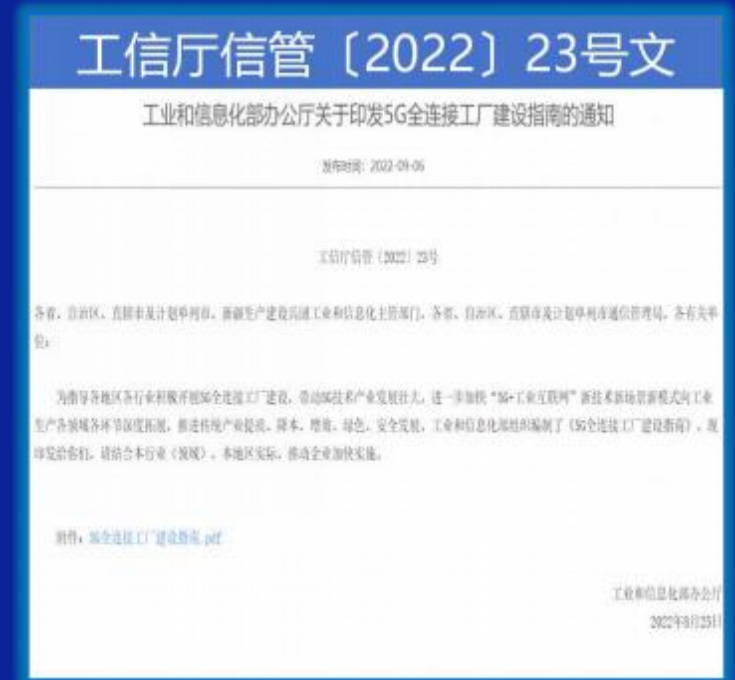 工信厅信管〔2022〕23号文
工业和信息化部办公厅关于印发5G全连接工厂建设指南的通知
发布时间：2022-09-06
工信厅信管〔2022〕23号
各省、自治区、直辖市及计划单列市、新疆生产建设兵团工业和信息化主管部门，各省、自治区、直辖市及计划单列市通信管理局，各有关单
位：
为指导各地区各行业积极开展5G全连接工厂建设，带动5G技术产业发展壮大，进一步加快“5G+工业互联网”新技术新场景新模式向工业
生产各领域各环节深度拓展，推进传统产业提质、降本、增效、绿色、安全发展，工业和信息化部组织编制了《5G全连接工厂建设指南》。现
印发给你们，请结合本行业（领域）、本地区实际，推动企业加快实施。
附件：5G全连接工厂建设指南.pdf
工业和信息化部办公厅
2022年8月25日